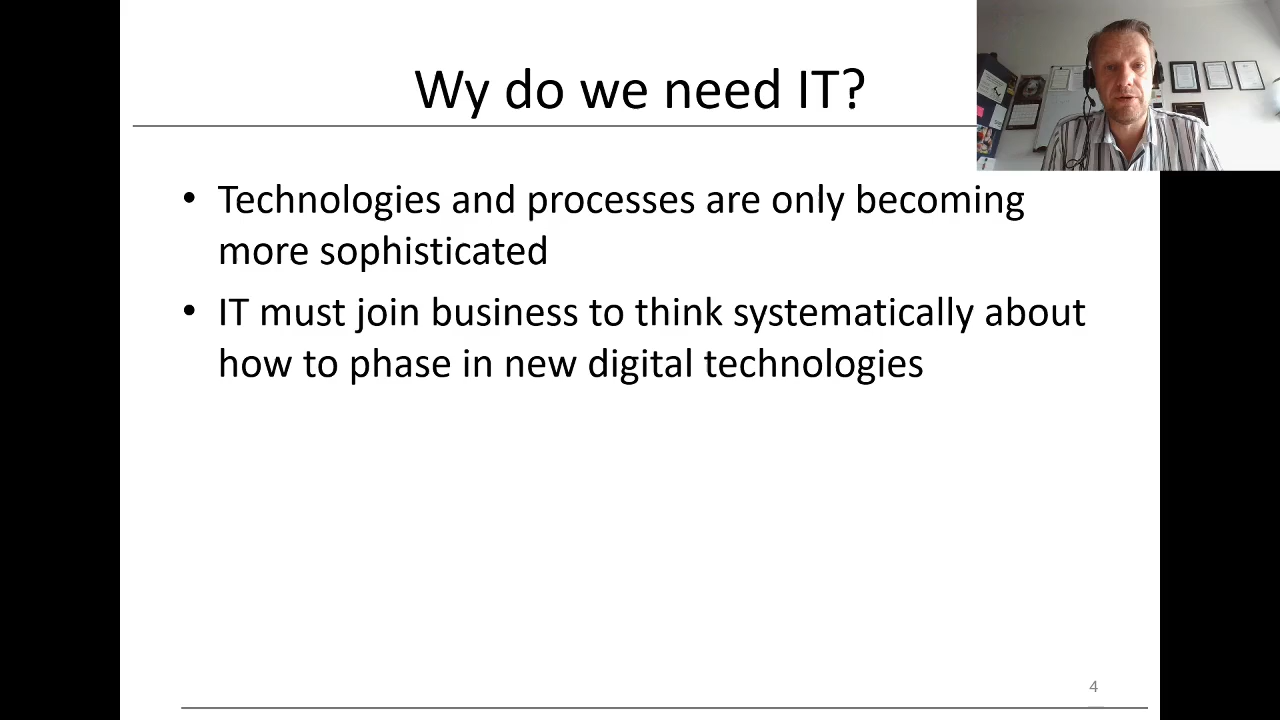 Wy do we need IT?
• Technologies and processes are only becoming
more sophisticated
• IT must join business to think systematically about
how to phase in new digital technologies
4